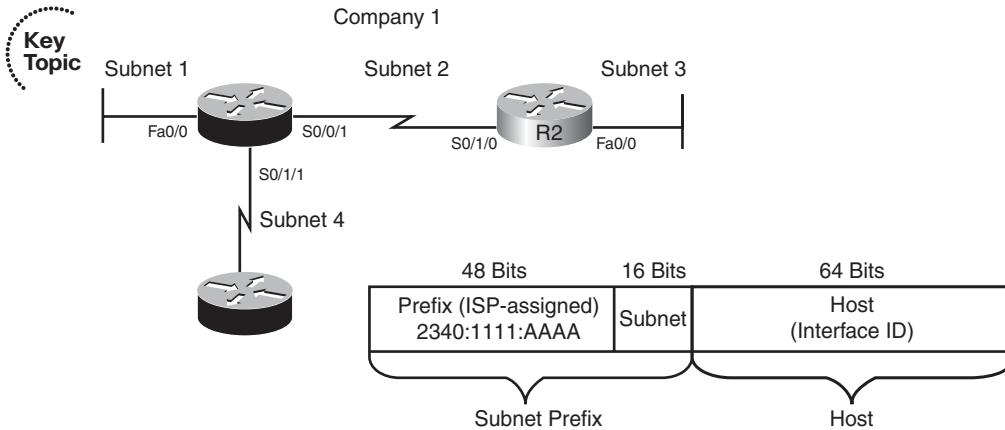 Company 1
Key
Topic
Subnet 1
Subnet 2
Subnet 3
Fa0/0
S0/0/1
S0/1/0
R2
Fa0/0
S0/1/1
Subnet 4
48 Bits
16 Bits
64 Bits
Prefix (ISP-assigned)
2340:1111:AAAA
Subnet
Host
(Interface ID)
Subnet Prefix
Host